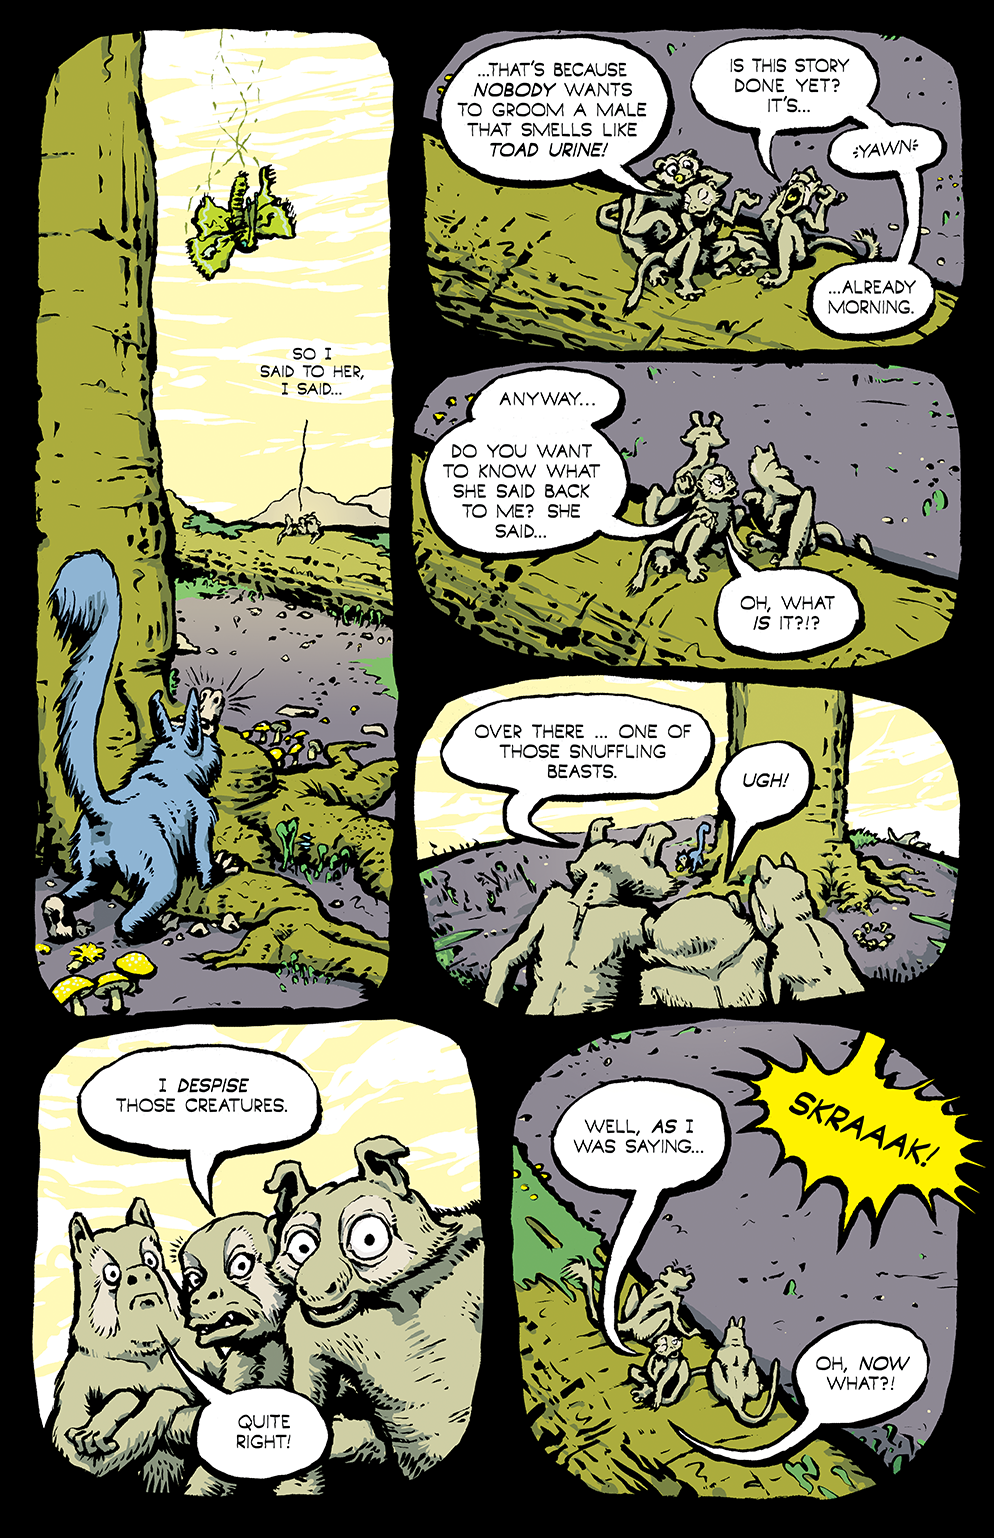 SO I
SAID TO HER,
I SAID...
...THAT'S BECAUSE
NOBODY WANTS
TO GROOM A MALE
THAT SMELLS LIKE
TOAD URINE!
IS THIS STORY
DONE YET?
IT'S...
YAWN
...ALREADY
MORNING.
ANYWAY...
DO YOU WANT
TO KNOW WHAT
SHE SAID BACK
TO ME? SHE
SAID...
OH, WHAT
IS IT?!?
OVER THERE ... ONE OF
THOSE SNUFFLING
BEASTS.
UGH!
I DESPISE
THOSE CREATURES.
QUITE
RIGHT!
WELL, AS I
WAS SAYING...
SKRAAAK!
OH, NOW
WHAT?!